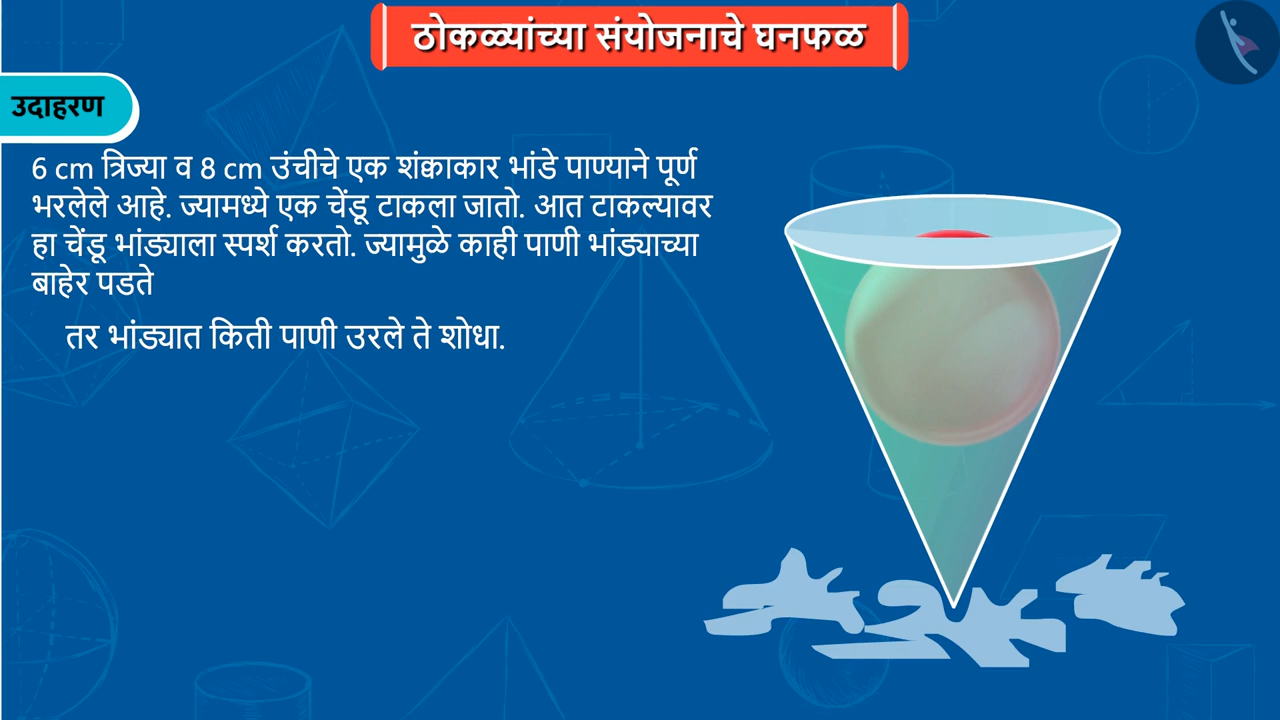 ठोकळ्यांच्या संयोजनाचे घनफळ
उदाहरण
6 cm त्रिज्या व 8 cm उंचीचे एक शंक्वाकार भांडे पाण्याने पूर्ण
भरलेले आहे. ज्यामध्ये एक चेंडू टाकला जातो. आत टाकल्यावर
हा चेंडू भांड्याला स्पर्श करतो. ज्यामुळे काही पाणी भांड्याच्या
बाहेर पडते
तर भांड्यात किती पाणी उरले ते शोधा.